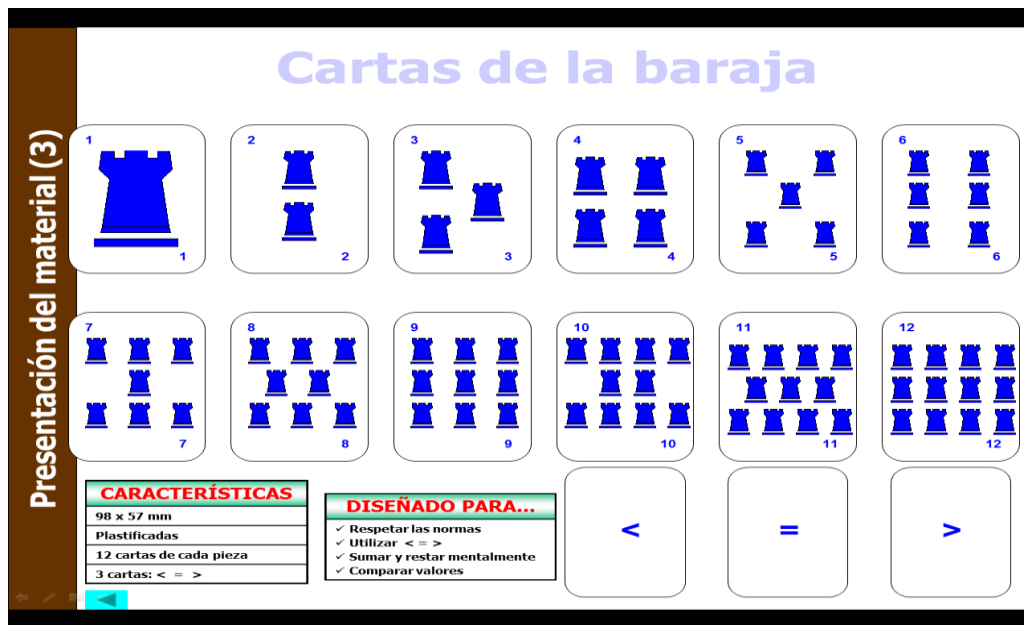 Cartas de la baraja
Presentación del material (3)
1
1
2
2
3
3
4
4
5
5
6
6
7
7
8
8
9
9
10
10
11
11
12
12
CARACTERÍSTICAS
98 x 57 mm
Plastificadas
12 cartas de cada pieza
3 cartas: < = >
DISEÑADO PARA...
✓ Respetar las normas
✓ Utilizar < = >
✓ Sumar y restar mentalmente
✓ Comparar valores
<
=
>